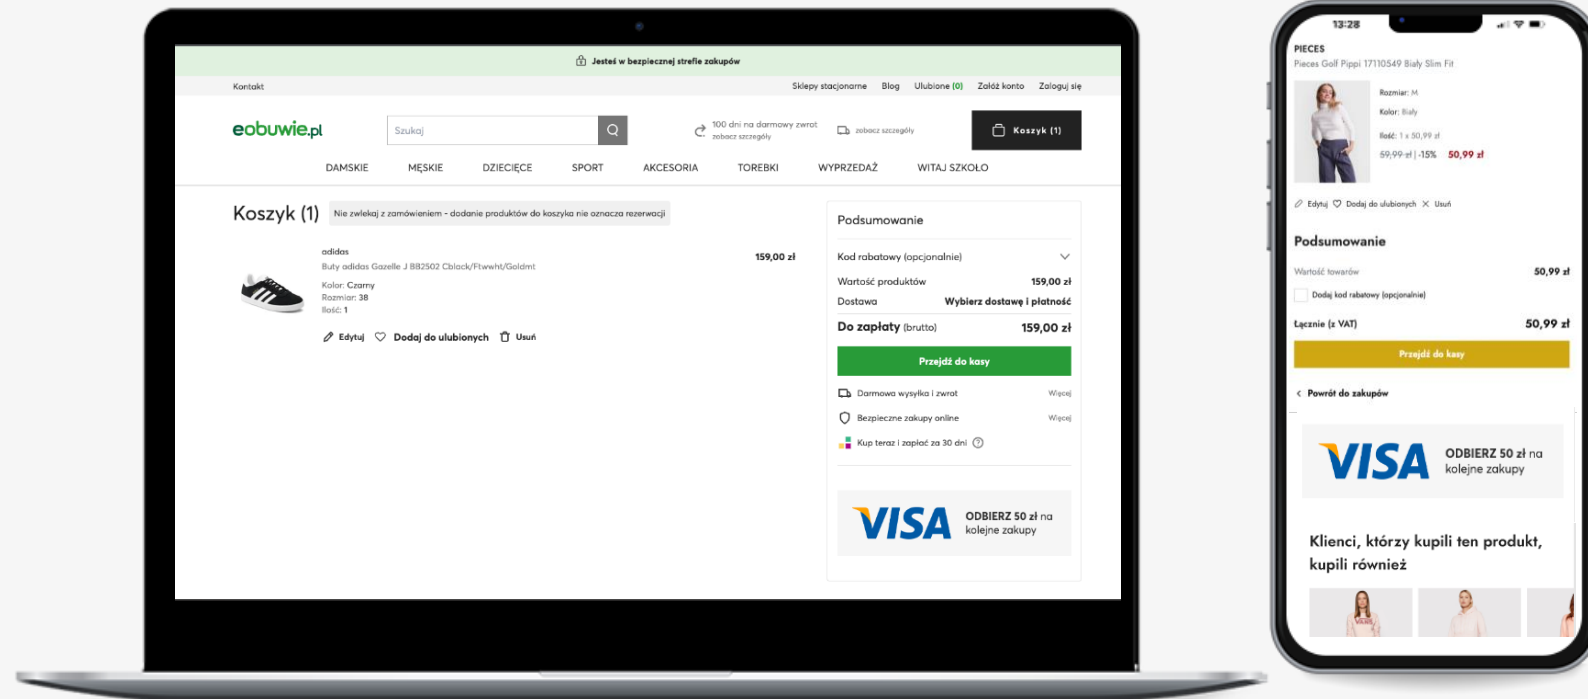 Jesteś w bezpiecznej strefie zakupów
Kontakt
Sklepy stacjonarne Blog Ulubione (0) Załóż konto Zaloguj się
eobuwie.pl
Szukaj
100 dni na darmowy zwrot
zobacz szczegóły
zobacz szczegóły
Koszyk (1)
DAMSKIE MĘSKIE DZIECIĘCE SPORT AKCESORIA TOREBKI WYPRZEDAŻ WITAJ SZKOŁO
Koszyk (1)
Nie zwlekaj z zamówieniem - dodanie produktów do koszyka nie oznacza rezerwacji
adidas
159,00 zł
Buty adidas Gazelle J BB2502 Cblack/Ftwwht/Goldmt
Kolor: Czarny
Rozmiar: 38
Ilość: 1
Edytuj Dodaj do ulubionych Usuń
Podsumowanie
Kod rabatowy (opcjonalnie)
Wartość produktów 159,00 zł
Dostawa Wybierz dostawę i płatność
Do zapłaty (brutto) 159,00 zł
Przejdź do kasy
Darmowa wysyłka i zwrot Więcej
Bezpieczne zakupy online Więcej
Kup teraz i zapłać za 30 dni
VISA
ODBIERZ 50 zł na
kolejne zakupy
13:28
PIECES
Pieces Golf Pippi 17110549 Biały Slim Fit
Rozmiar: M
Kolor: Biały
Ilość: 1 x 50,99 zł
59,99 zł | -15% 50,99 zł
Edytuj Dodaj do ulubionych Usuń
Podsumowanie
Wartość towarów 50,99 zł
Dodaj kod rabatowy (opcjonalnie)
Łącznie (z VAT) 50,99 zł
Przejdź do kasy
Powrót do zakupów
VISA
ODBIERZ 50 zł na
kolejne zakupy
Klienci, którzy kupili ten produkt,
kupili również